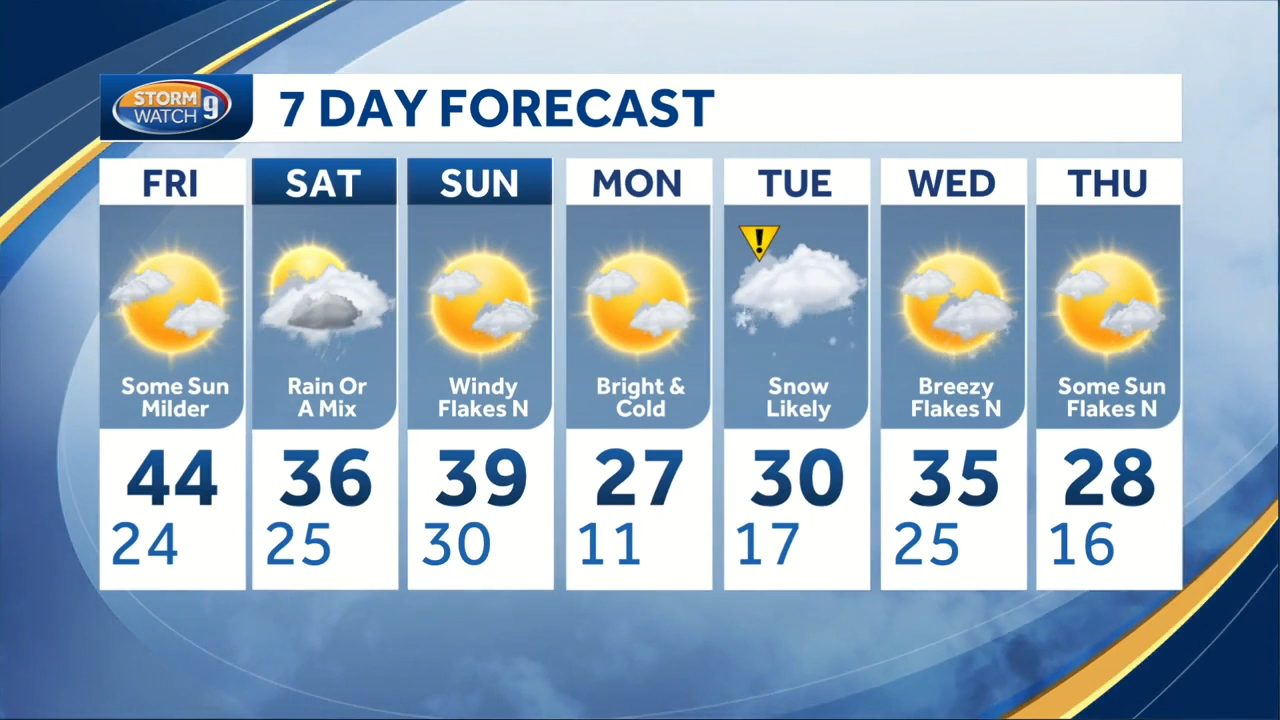 STORM
WATCH 9
7 DAY FORECAST
FRI
SAT
SUN
MON
TUE
WED
THU
!
Some Sun
Milder
Rain Or
A Mix
Windy
Flakes N
Bright &
Cold
Snow
Likely
Breezy
Flakes N
Some Sun
Flakes N
44
36
39
27
30
35
28
24
25
30
11
17
25
16